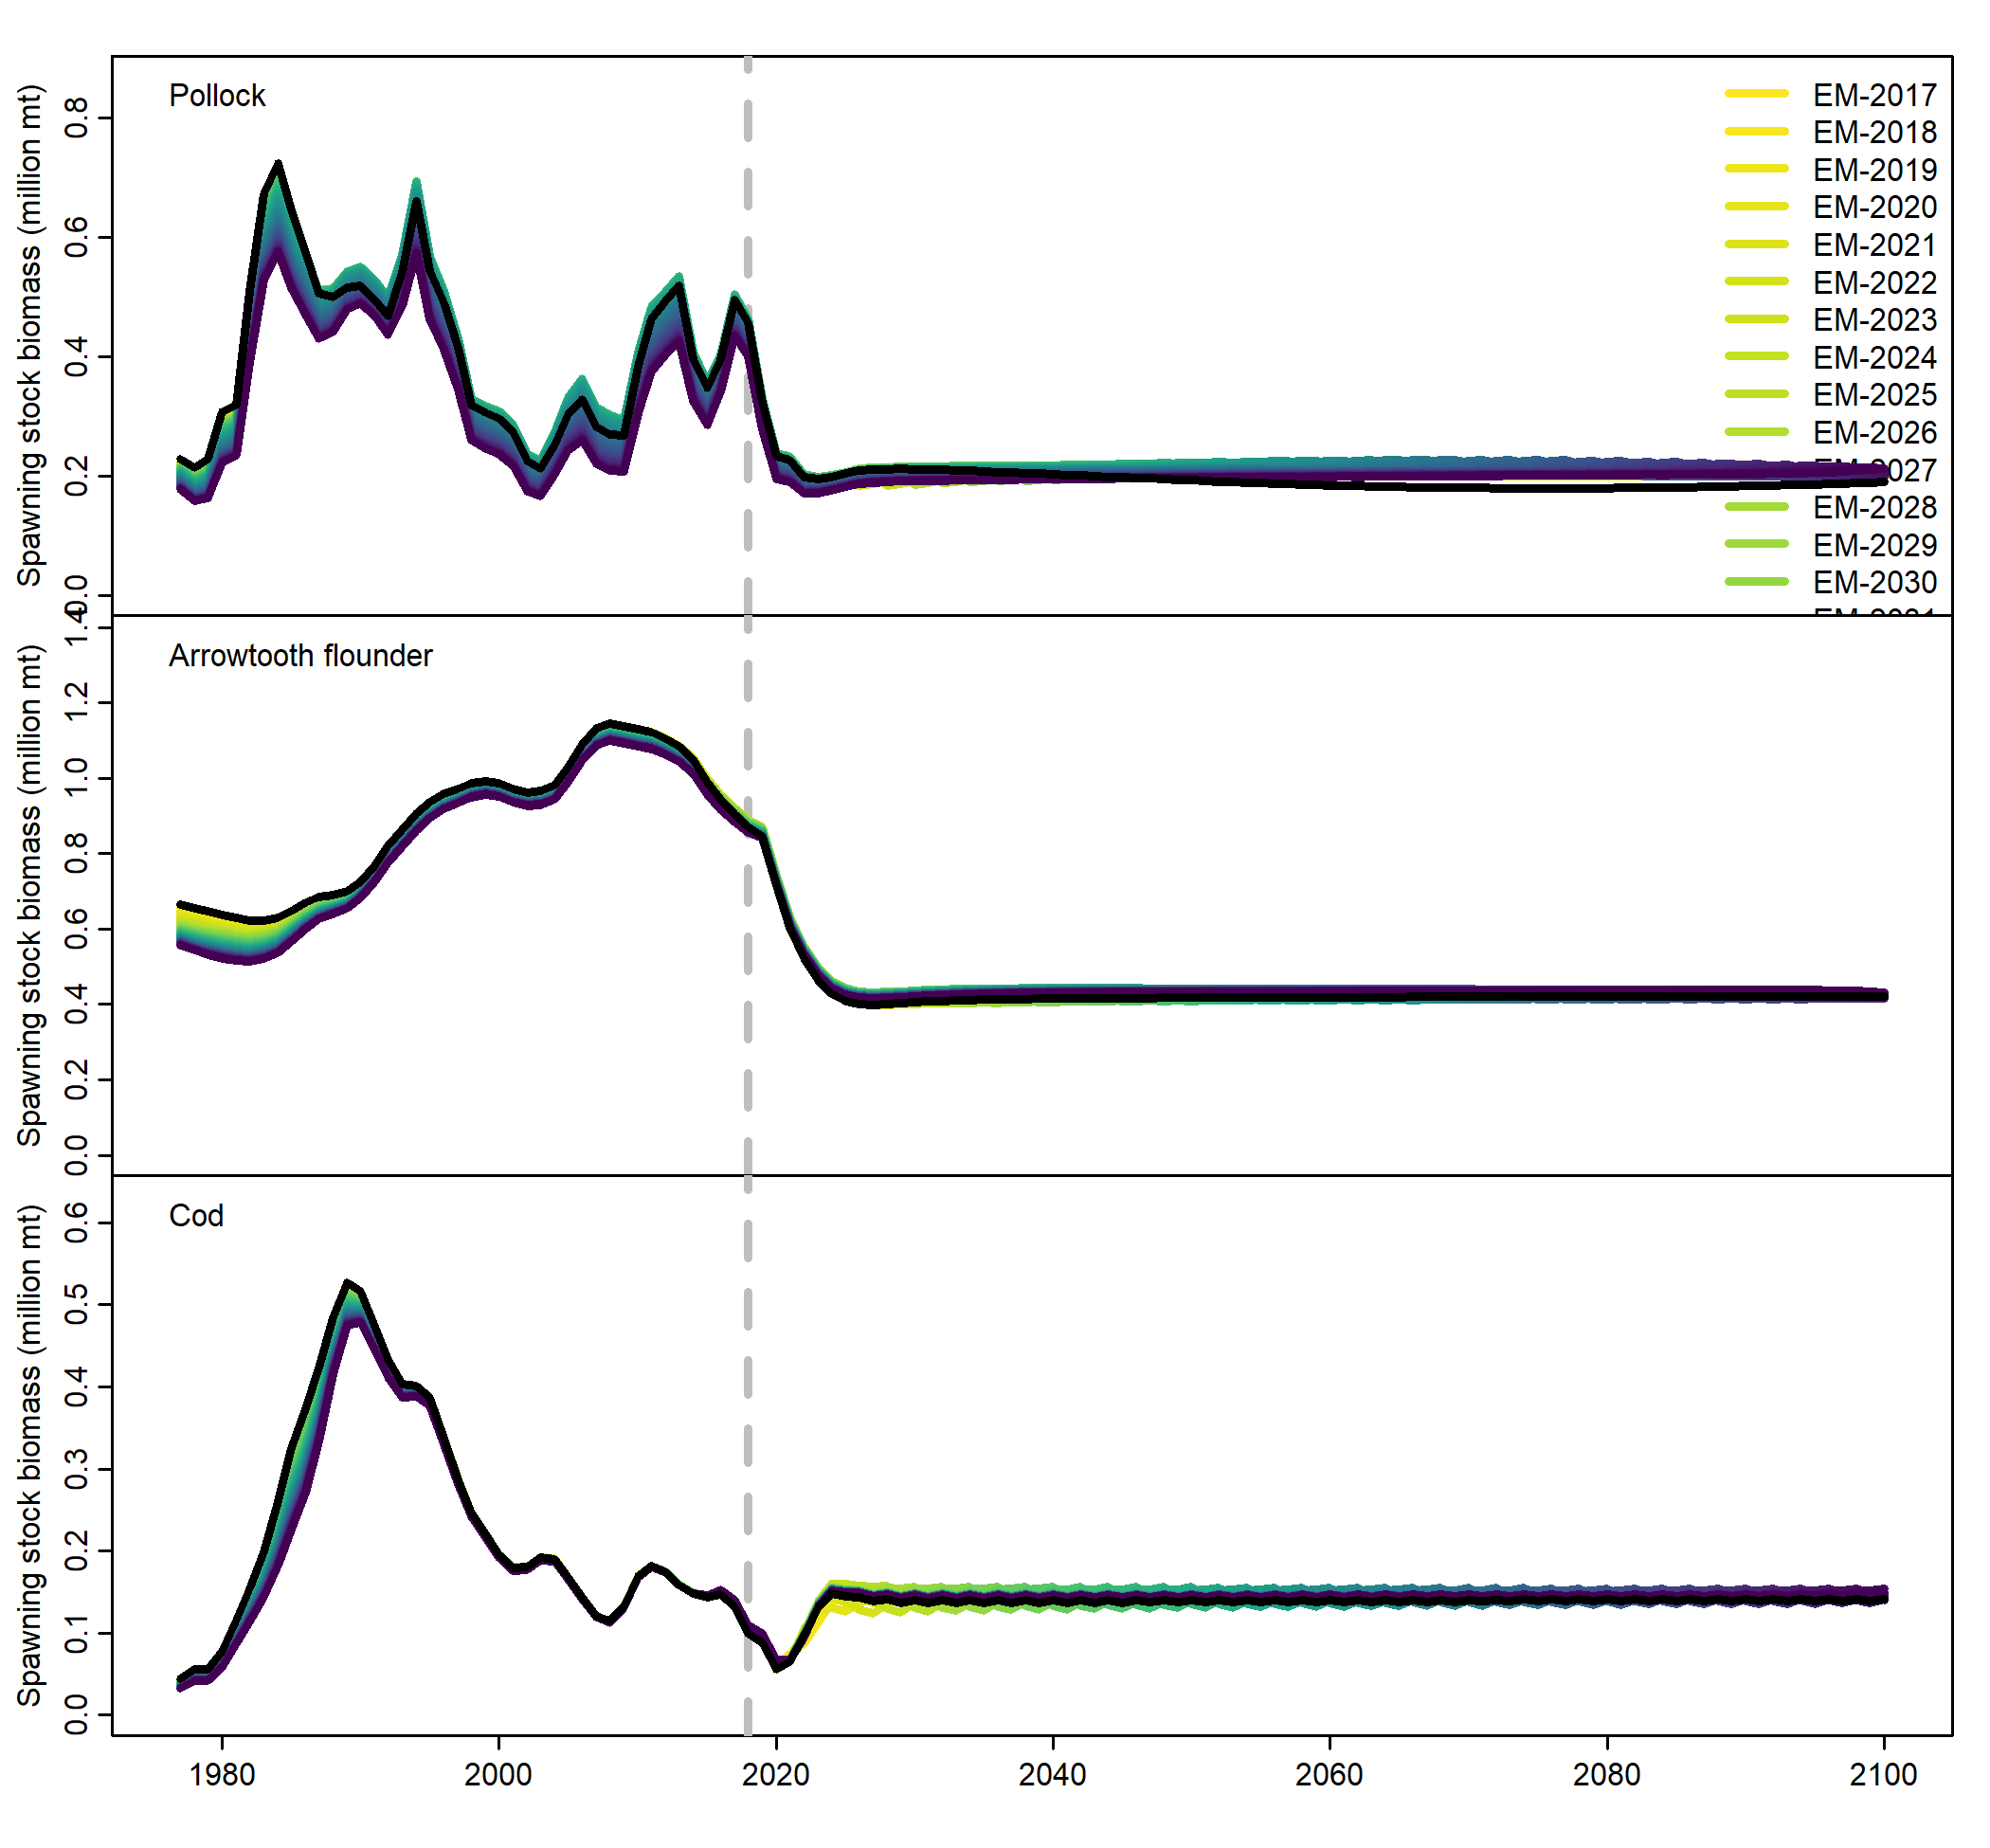 Pollock
Spawning stock biomass (million mt)
0.8
0.6
0.4
0.2
0.0
EM-2017
EM-2018
EM-2019
EM-2020
EM-2021
EM-2022
EM-2023
EM-2024
EM-2025
EM-2026
027
EM-2028
EM-2029
EM-2030
Arrowtooth flounder
Spawning stock biomass (million mt)
1.4
1.2
1.0
0.8
0.6
0.4
0.2
0.0
Cod
Spawning stock biomass (million mt)
0.6
0.5
0.4
0.3
0.2
0.1
0.0
1980 2000 2020 2040 2060 2080 2100